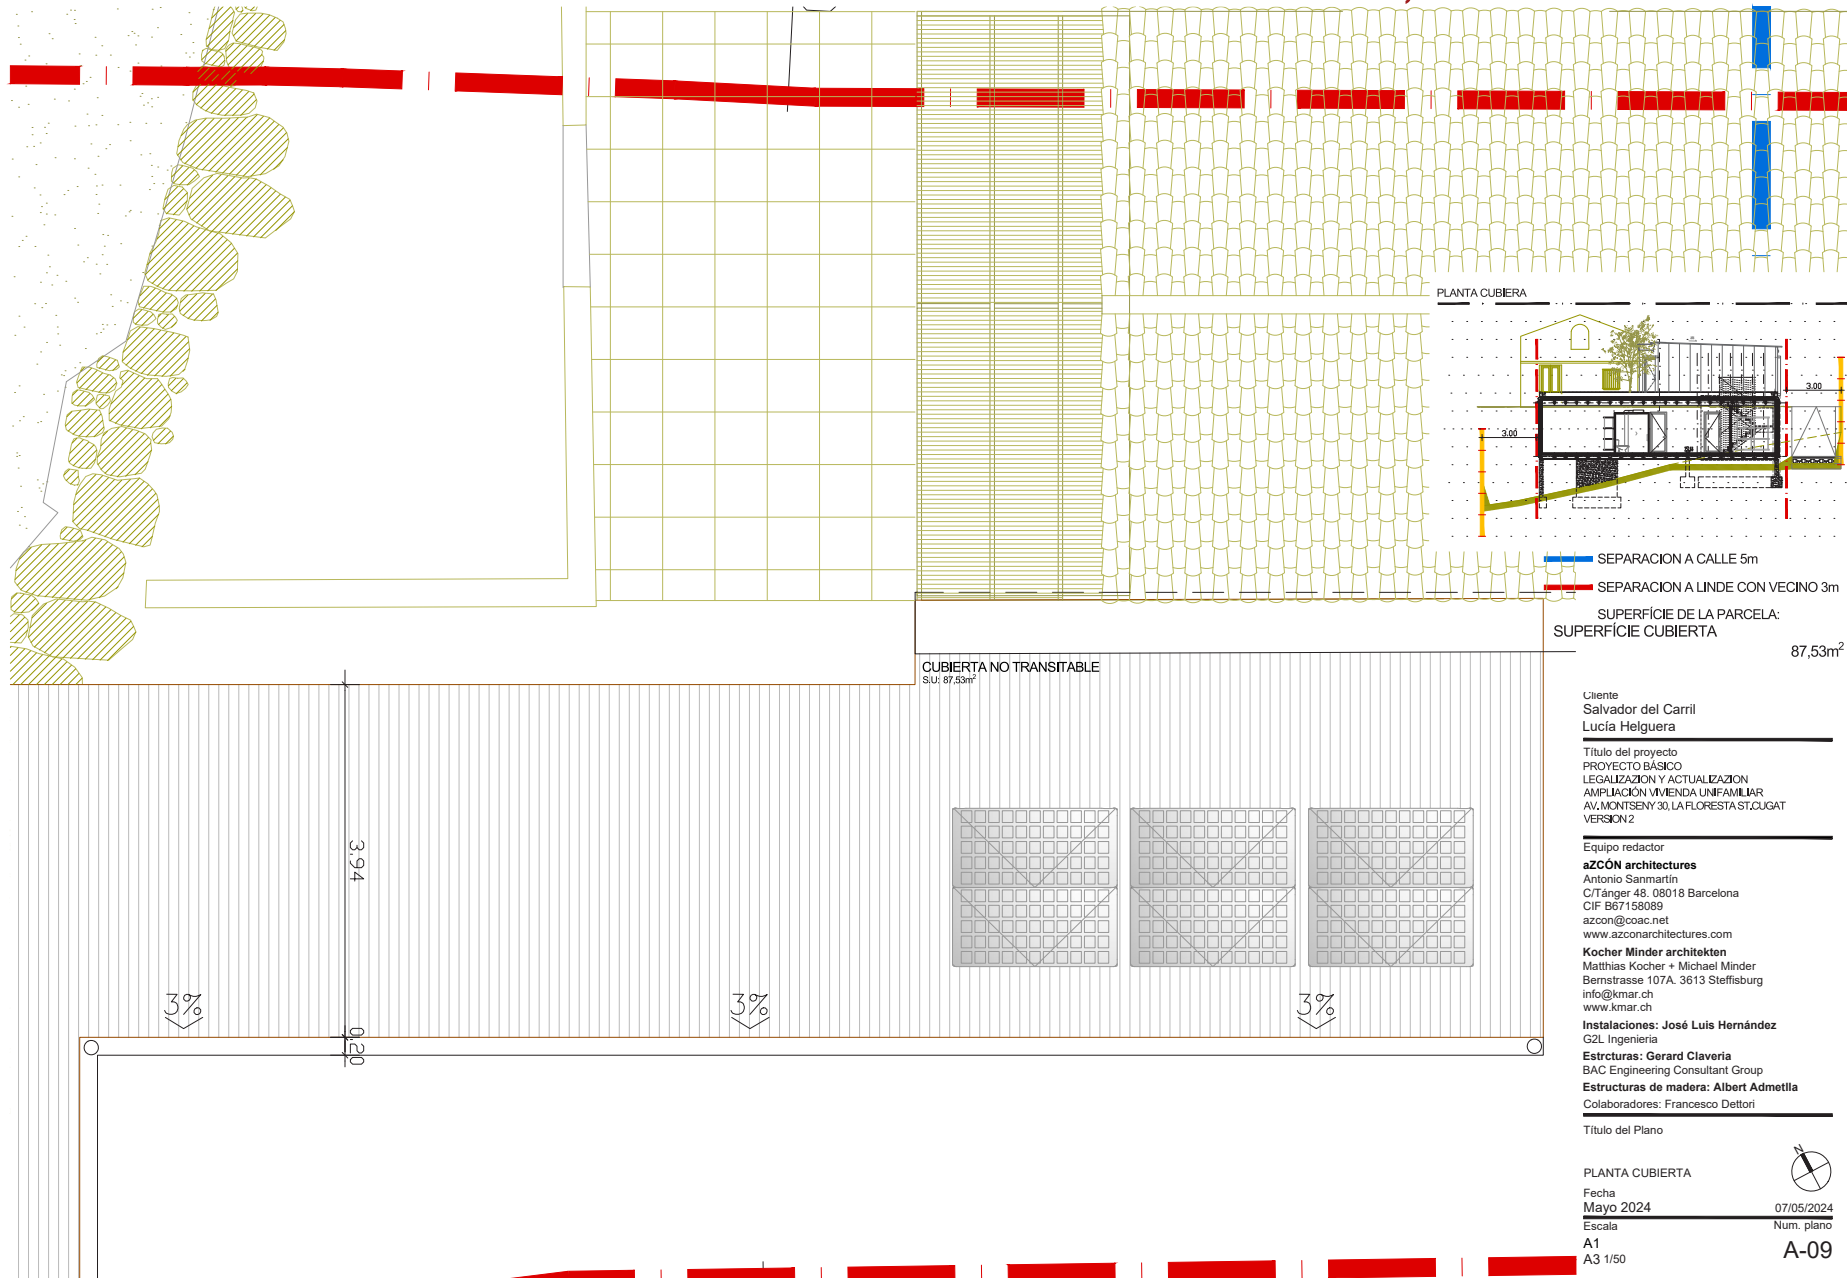 PLANTA CUBIERA
3.00
3.00
SEPARACION A CALLE 5m
SEPARACION A LINDE CON VECINO 3m
SUPERFÍCIE DE LA PARCELA:
SUPERFÍCIE CUBIERTA
87,53m²
CUBIERTA NO TRANSITABLE
S.U: 87,53m²
3,94
3%
3%
3%
0,20
Cliente
Salvador del Carril
Lucía Helguera
Título del proyecto
PROYECTO BÁSICO
LEGALIZAZION Y ACTUALIZAZION
AMPLIACIÓN VIVIENDA UNIFAMILIAR
AV. MONTSENY 30, LA FLORESTA ST.CUGAT
VERSION 2
Equipo redactor
aZCÓN architectures
Antonio Sanmartín
C/Tánger 48. 08018 Barcelona
CIF B67158089
azcon@coac.net
www.azconarchitectures.com
Kocher Minder architekten
Matthias Kocher + Michael Minder
Bernstrasse 107A. 3613 Steffisburg
info@kmar.ch
www.kmar.ch
Instalaciones: José Luis Hernández
G2L Ingenieria
Estrcturas: Gerard Claveria
BAC Engineering Consultant Group
Estructuras de madera: Albert Admetlla
Colaboradores: Francesco Dettori
Título del Plano
N
PLANTA CUBIERTA
Fecha
Mayo 2024
07/05/2024
Escala
Num. plano
A1
A3 1/50
A-09